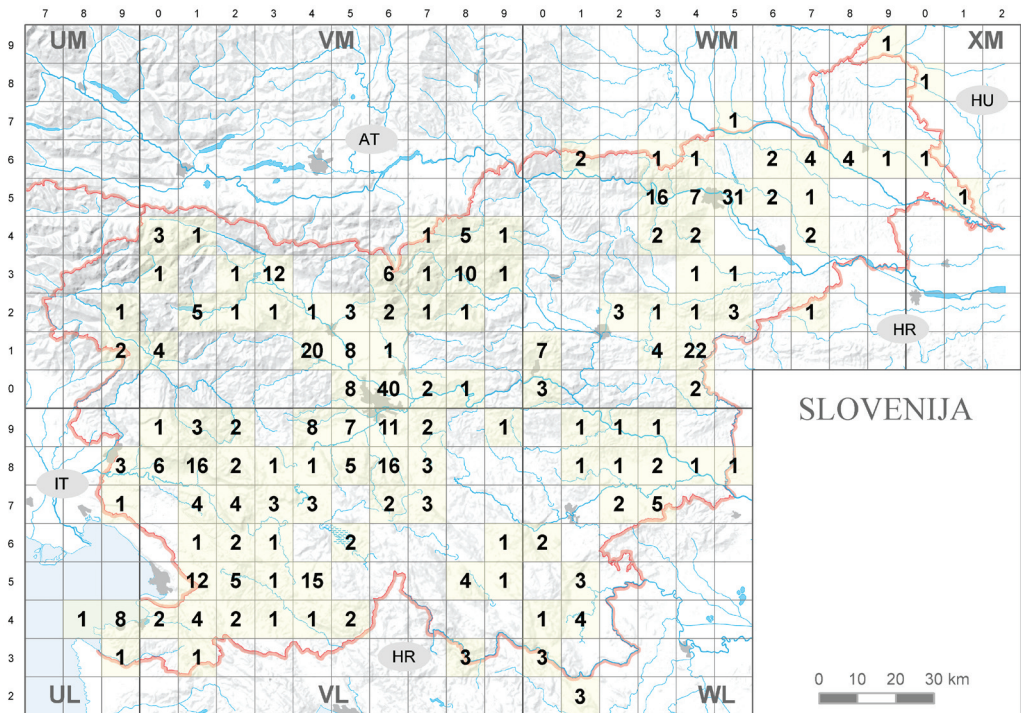 7 8 9 0 1 2 3 4 5 6 7 8 9 0 1 2 3 4 5 6 7 8 9 0 1 2
9 UM VM WM 1 XM
8 1 HU
7 AT 1
6 2 1 1 2 4 4 1 1
5 16 7 31 2 1 1
4 3 1 1 5 1 2 2 2
3 1 1 12 6 1 10 1 1 1
2 1 5 1 1 1 3 2 1 1 3 1 1 3 1 HR
1 2 4 20 8 1 7 4 22
0 8 40 2 1 3 2
9 1 3 2 8 7 11 2 1 1 1 1 SLOVENIJA
8 IT 3 6 16 2 1 1 5 16 3 1 1 2 1 1
7 1 4 4 3 3 2 3 2 5
6 1 2 1 2 1 2
5 12 5 1 15 4 1 3
4 1 8 2 4 2 1 1 2 1 4
3 1 1 HR 3 3
2 UL VL 3 WL
0 10 20 30 km